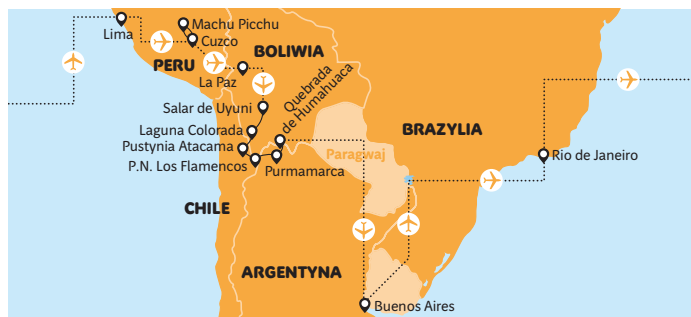 Machu Picchu
Lima
Cuzco
PERU
BOLIWIA
La Paz
Quebrada
de Humahuaca
Salar de Uyuni
Laguna Colorada
BRAZYLIA
Pustynia Atacama
Paragwaj
Rio de Janeiro
P.N. Los Flamencos
Purmamarca
CHILE
ARGENTYNA
Buenos Aires